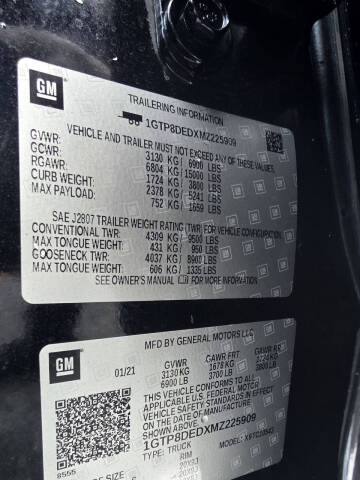 GM
TRAILERING INFORMATION
1GTP8DEDXMZ225909
VEHICLE AND TRAILER MUST NOT EXCEED ANY OF THESE VALUES.
GVWR: 3130 KG / 6900 LBS
GCWR: 6804 KG / 15000 LBS
RGAWR: 1724 KG / 3800 LBS
CURB WEIGHT: 2378 KG / 5241 LBS
MAX PAYLOAD: 752 KG / 1659 LBS
SAE J2807 TRAILER WEIGHT RATING (TWR) FOR VEHICLE CONFIGURATION.
CONVENTIONAL TWR: 4309 KG / 9500 LBS
MAX TONGUE WEIGHT: 431 KG / 950 LBS
GOOSENECK TWR: 4037 KG / 8900 LBS
MAX TONGUE WEIGHT: 606 KG / 1335 LBS
SEE OWNER'S MANUAL FOR MORE INFORMATION
GM
MFD BY GENERAL MOTORS LLC
01/21 GVWR GAWR FRT GAWR RR
3130KG 1678 KG 1724 KG
6900 LB 3700 LB 3800 LB
THIS VEHICLE CONFORMS TO ALL
APPLICABLE U.S. FEDERAL MOTOR
VEHICLE SAFETY STANDARDS IN EFFECT
ON THE DATE OF MANUFACTURE
1GTP8DEDXMZ225909
8555 TYPE: TRUCK
RIM